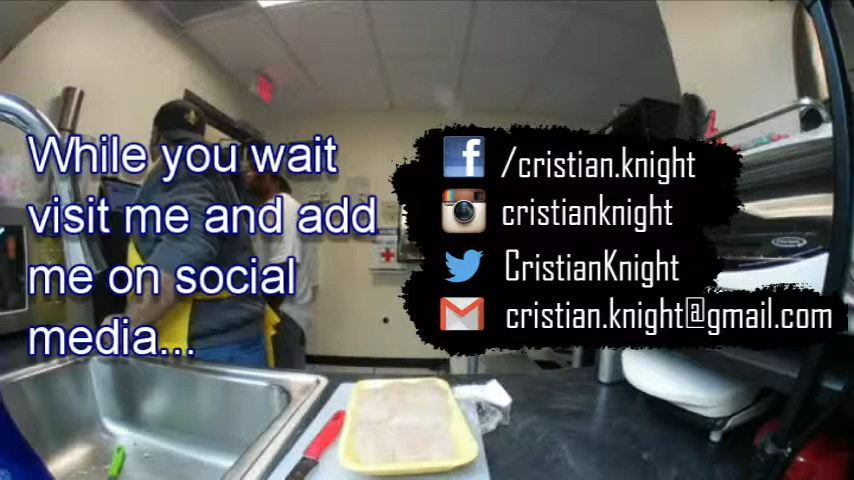 While you wait
visit me and add
me on social
media...
/cristian.knight
cristianknight
CristianKnight
cristian.knight@gmail.com